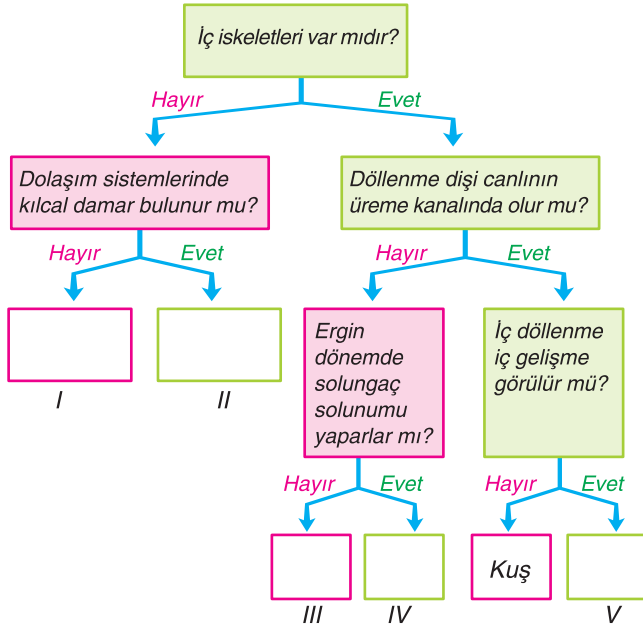 İç iskeletleri var mıdır?
Hayır
Evet
Dolaşım sistemlerinde
kılcal damar bulunur mu?
Döllenme dişi canlının
üreme kanalında olur mu?
Hayır
Evet
Hayır
Evet
I
II
Ergin
dönemde
solungaç
solunumu
yaparlar mı?
İç döllenme
iç gelişme
görülür mü?
Hayır
Evet
Hayır
Evet
Kuş
III
IV
V